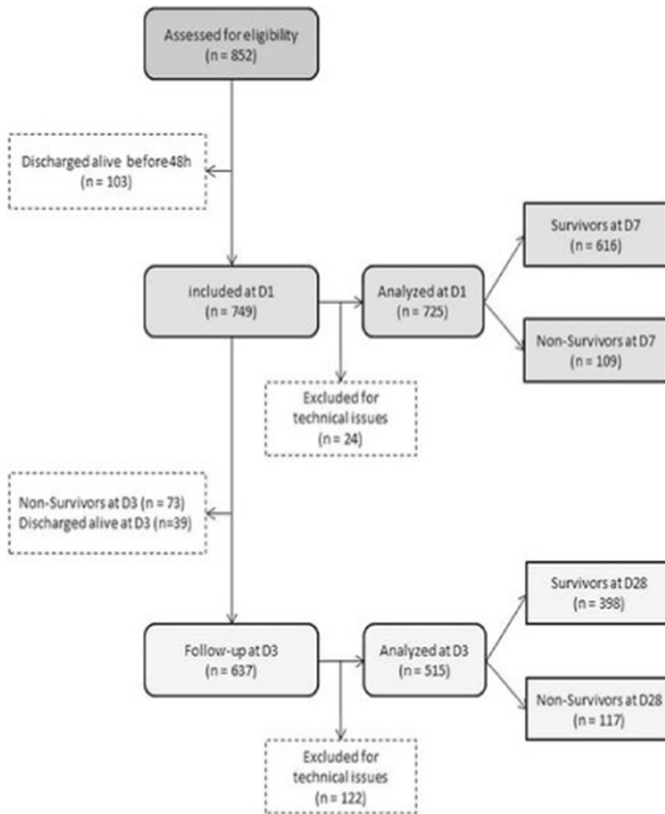 Assessed for eligibility
(n = 852)
Discharged alive before 48h
(n = 103)
Survivors at D7
(n = 616)
included at D1
(n = 749)
Analyzed at D1
(n = 725)
Non-Survivors at D7
(n = 109)
Excluded for
technical issues
(n = 24)
Non-Survivors at D3 (n = 73)
Discharged alive at D3 (n=39)
Survivors at D28
(n = 398)
Follow-up at D3
(n = 637)
Analyzed at D3
(n = 515)
Non-Survivors at D28
(n = 117)
Excluded for
technical issues
(n = 122)